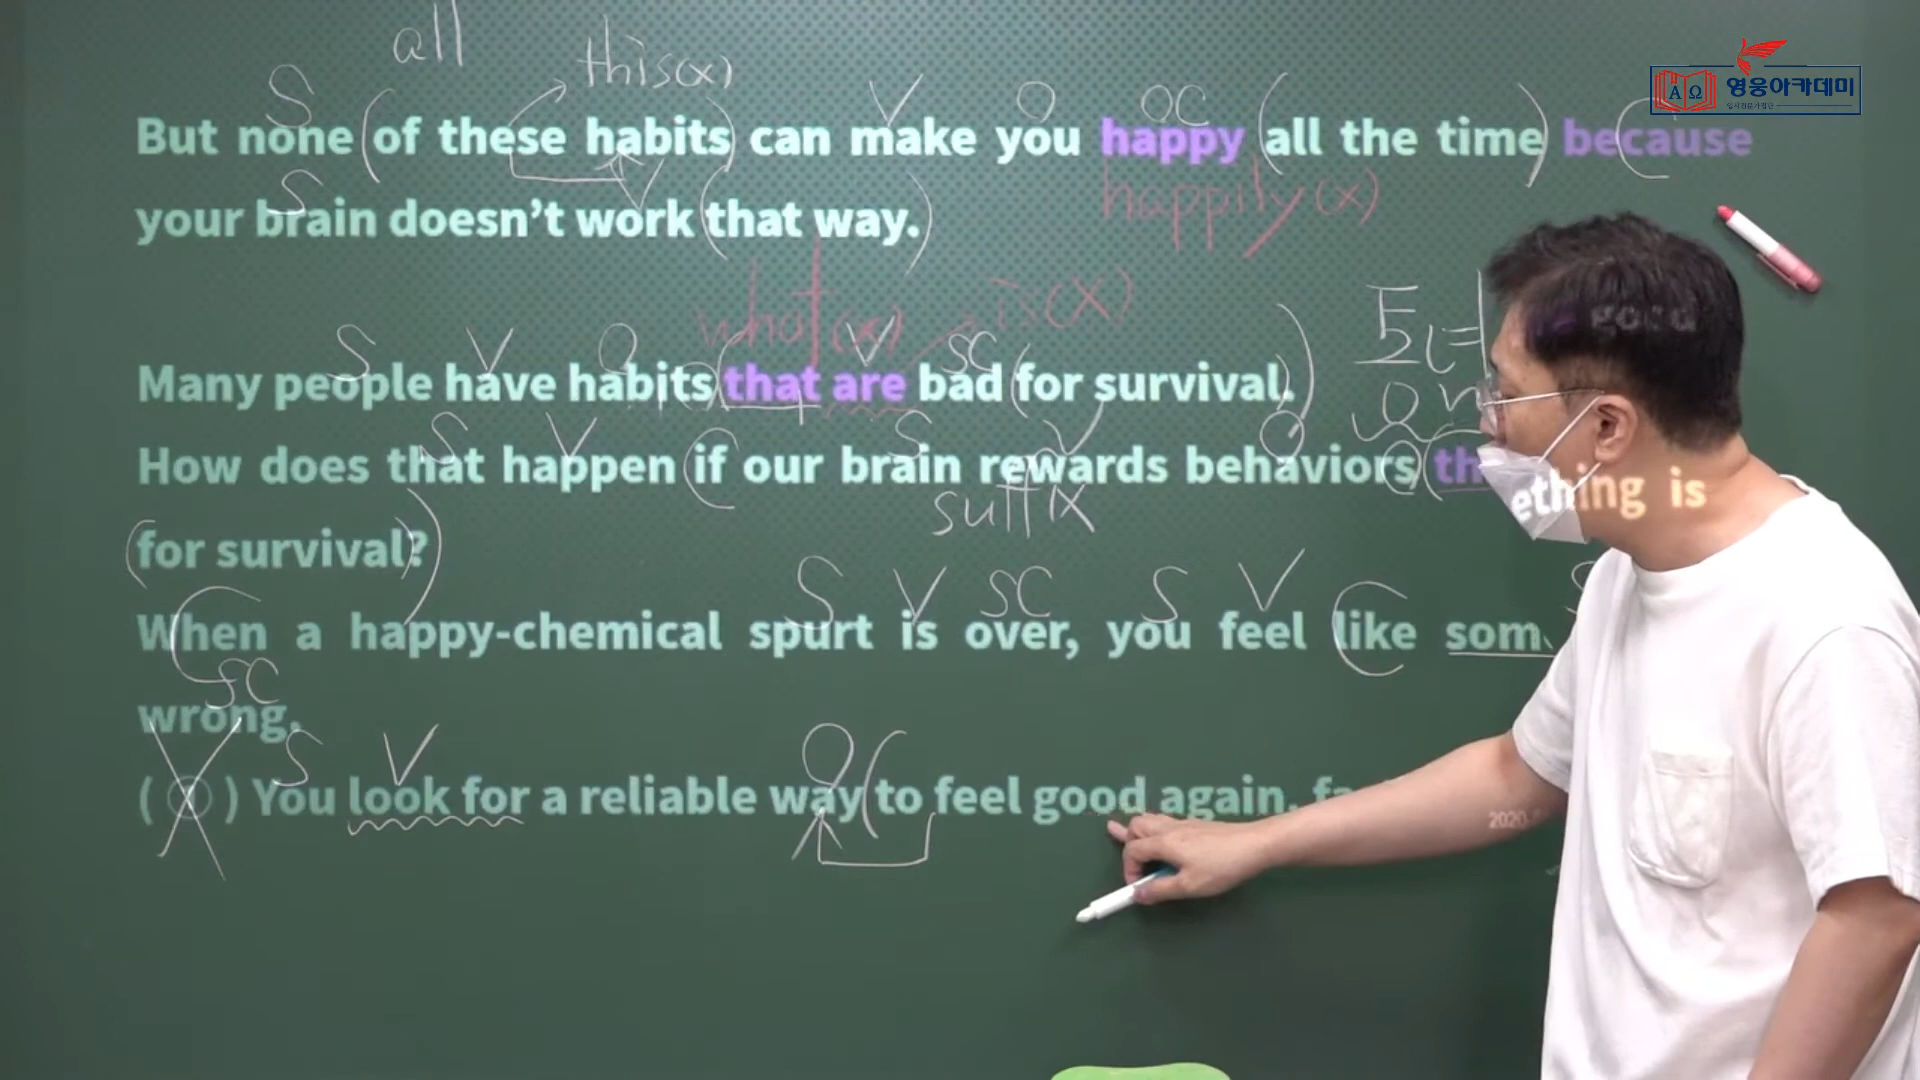 all
this(x)
S V O OC
But none (of these habits) can make you happy (all the time) because
S V happily(x)
your brain doesn't work (that way.)
what(x) is(x)
S V O V SC
Many people have habits (that are bad (for survival.)
S V S V O
How does that happen (if our brain rewards behaviors, (th
good
suffix
(for survival?)
S V SC S V
When a happy-chemical spurt is over, you feel (like some
ething is
SC
wrong.
S V O
( ⓧ ) You look for a reliable way (to feel good again, fa
2020.
영웅아카데미
A Ω